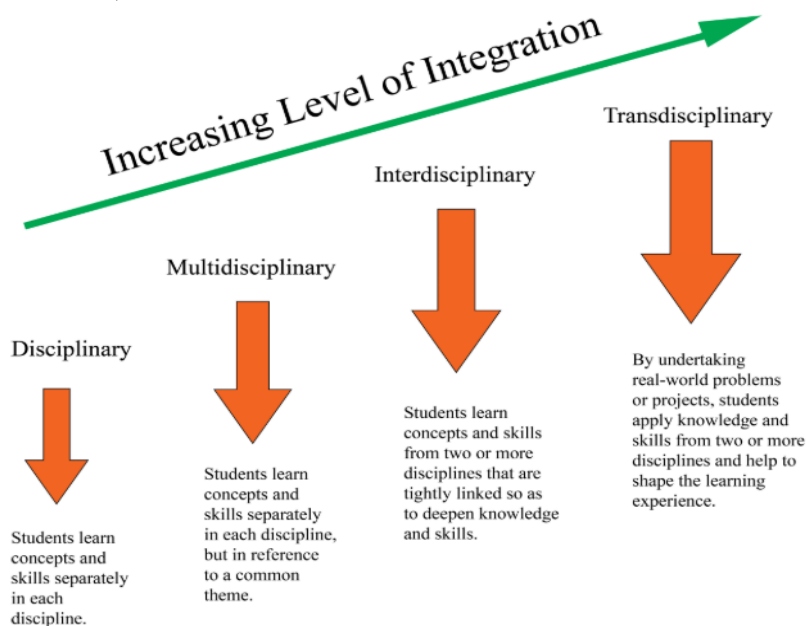 Increasing Level of Integration
Disciplinary
Students learn
concepts and
skills separately
in each
discipline.
Multidisciplinary
Students learn
concepts and
skills separately
in each discipline,
but in reference
to a common
theme.
Interdisciplinary
Students learn
concepts and skills
from two or more
disciplines that are
tightly linked so as
to deepen knowledge
and skills.
Transdisciplinary
By undertaking
real-world problems
or projects, students
apply knowledge and
skills from two or more
disciplines and help to
shape the learning
experience.